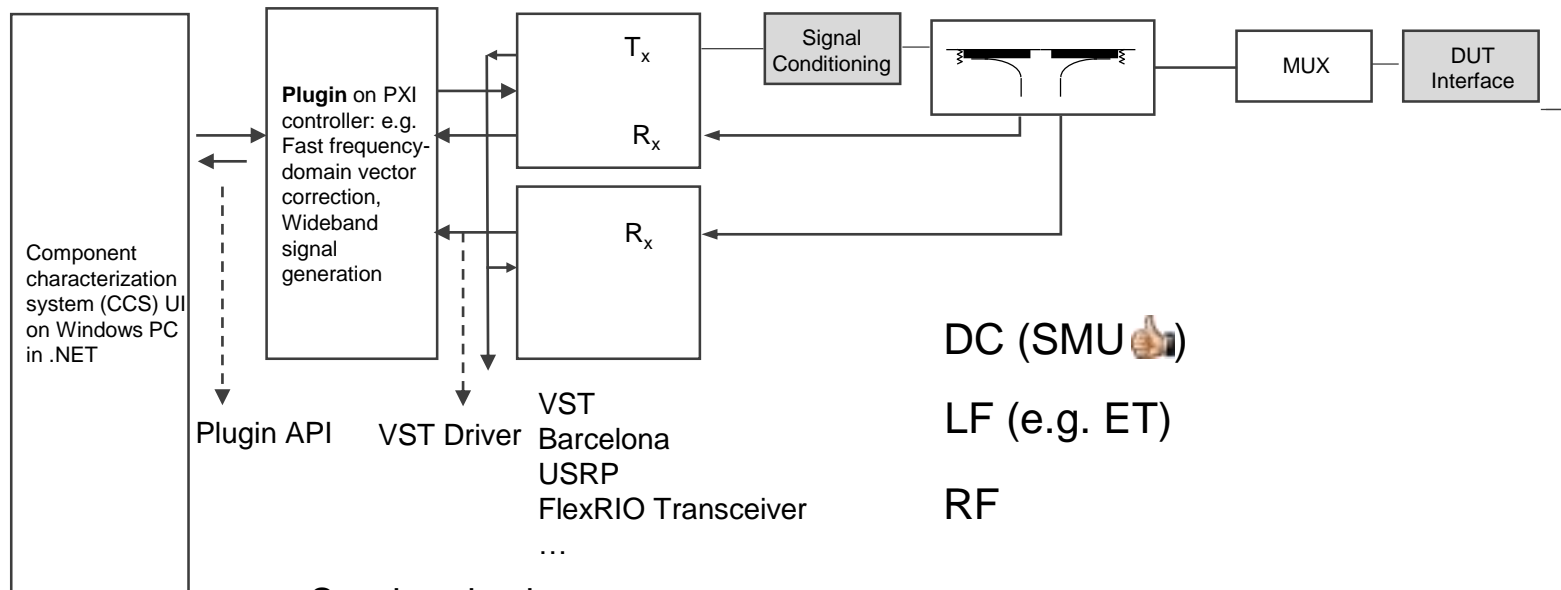 Component
characterization
system (CCS) UI
on Windows PC
in .NET
Plugin on PXI
controller: e.g.
Fast frequency-
domain vector
correction,
Wideband
signal
generation
Tx
Rx
Rx
Signal
Conditioning
MUX
DUT
Interface
Plugin API
VST Driver
VST
Barcelona
USRP
FlexRIO Transceiver
…
DC (SMU👍)
LF (e.g. ET)
RF